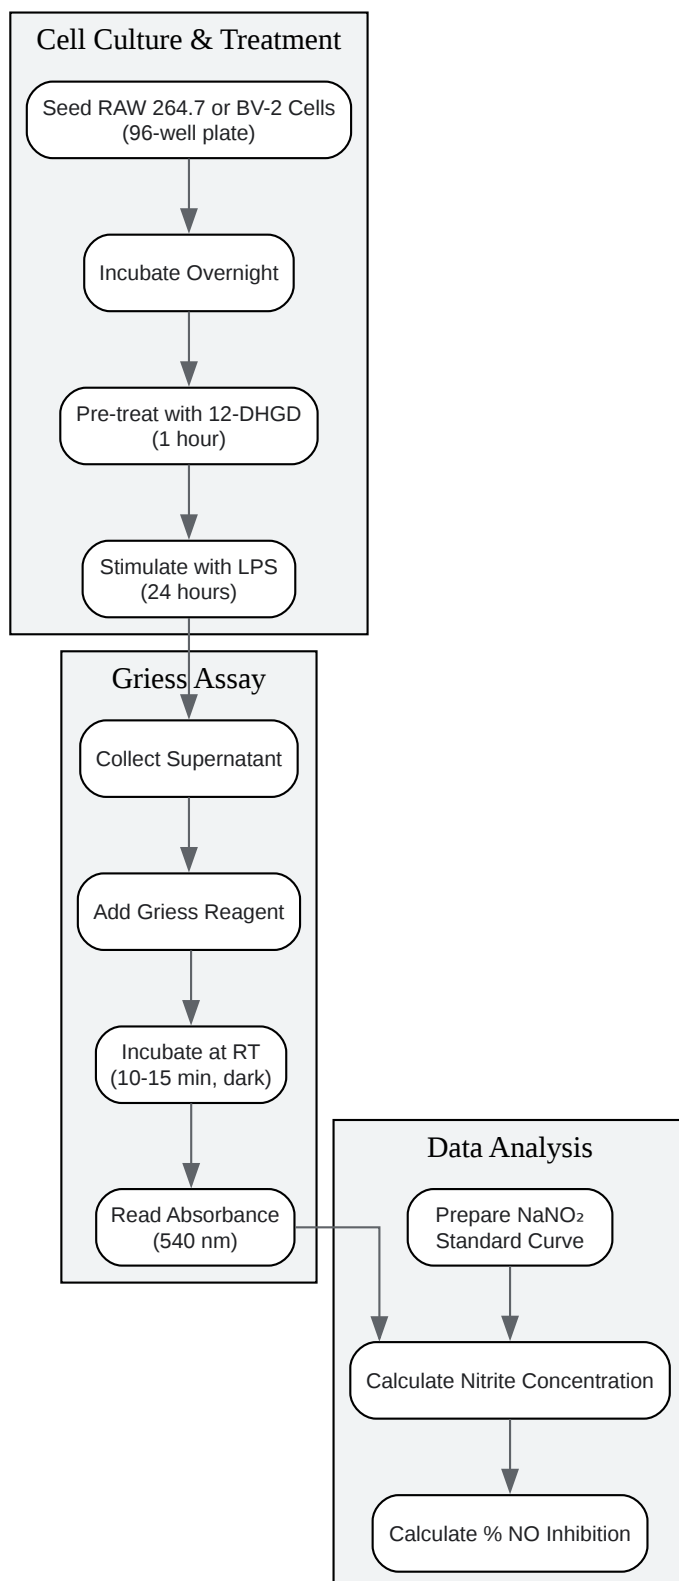 Cell Culture & Treatment
Seed RAW 264.7 or BV-2 Cells
(96-well plate)
Incubate Overnight
Pre-treat with 12-DHGD
(1 hour)
Stimulate with LPS
(24 hours)
Griess Assay
Collect Supernatant
Add Griess Reagent
Incubate at RT
(10-15 min, dark)
Read Absorbance
(540 nm)
Data Analysis
Prepare NaNO₂
Standard Curve
Calculate Nitrite Concentration
Calculate % NO Inhibition